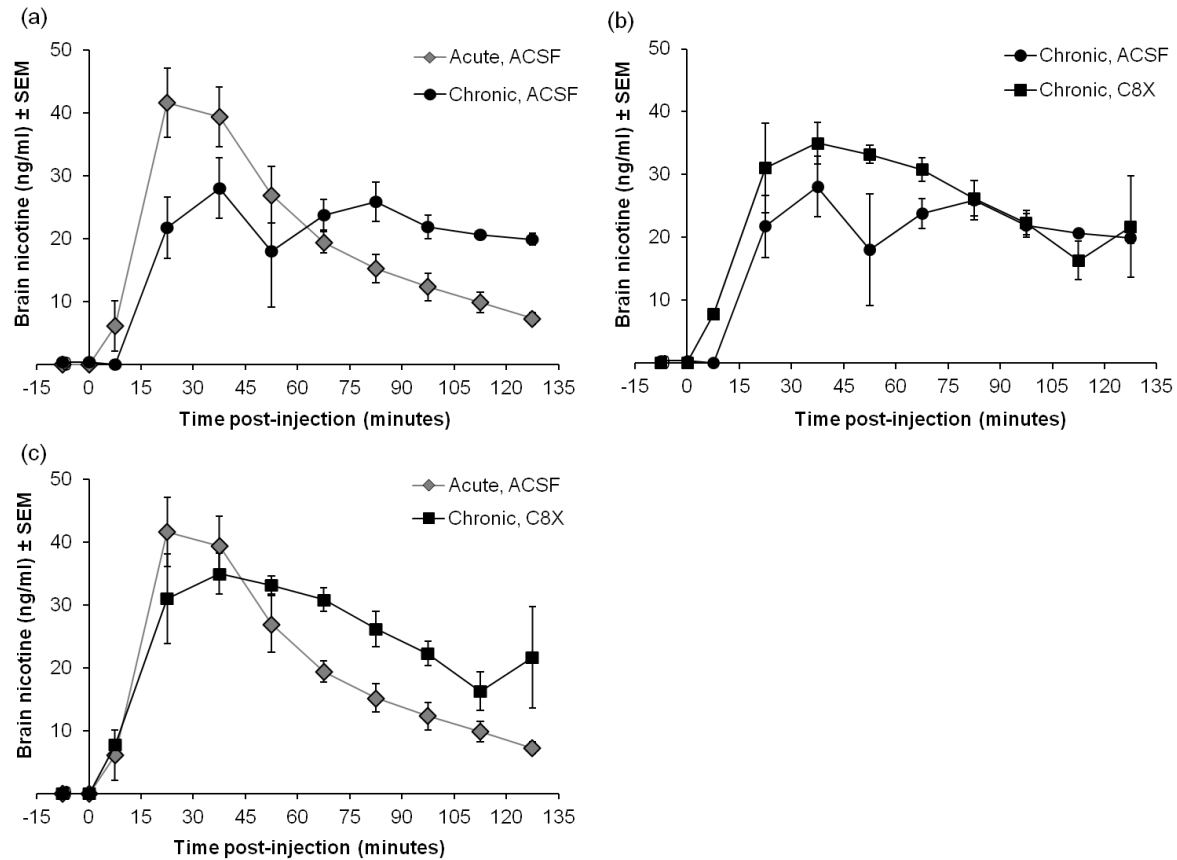 (a)
Brain nicotine (ng/ml) ± SEM
50
40
30
20
10
-15 0 15 30 45 60 75 90 105 120 135
Time post-injection (minutes)
Acute, ACSF
Chronic, ACSF
(b)
Brain nicotine (ng/ml) ± SEM
50
40
30
20
10
-15 0 15 30 45 60 75 90 105 120 135
Time post-injection (minutes)
Chronic, ACSF
Chronic, C8X
(c)
Brain nicotine (ng/ml) ± SEM
50
40
30
20
10
-15 0 15 30 45 60 75 90 105 120 135
Time post-injection (minutes)
Acute, ACSF
Chronic, C8X